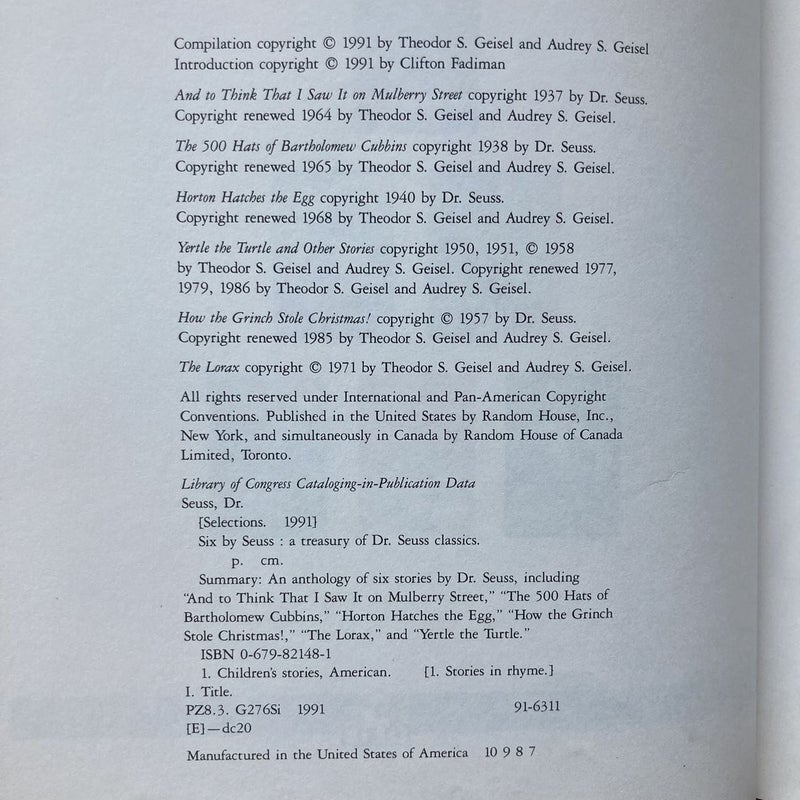 Compilation copyright © 1991 by Theodor S. Geisel and Audrey S. Geisel
Introduction copyright © 1991 by Clifton Fadiman
And to Think That I Saw It on Mulberry Street copyright 1937 by Dr. Seuss.
Copyright renewed 1964 by Theodor S. Geisel and Audrey S. Geisel.
The 500 Hats of Bartholomew Cubbins copyright 1938 by Dr. Seuss.
Copyright renewed 1965 by Theodor S. Geisel and Audrey S. Geisel.
Horton Hatches the Egg copyright 1940 by Dr. Seuss.
Copyright renewed 1968 by Theodor S. Geisel and Audrey S. Geisel.
Yertle the Turtle and Other Stories copyright 1950, 1951, © 1958
by Theodor S. Geisel and Audrey S. Geisel. Copyright renewed 1977,
1979, 1986 by Theodor S. Geisel and Audrey S. Geisel.
How the Grinch Stole Christmas! copyright © 1957 by Dr. Seuss.
Copyright renewed 1985 by Theodor S. Geisel and Audrey S. Geisel.
The Lorax copyright © 1971 by Theodor S. Geisel and Audrey S. Geisel.
All rights reserved under International and Pan-American Copyright
Conventions. Published in the United States by Random House, Inc.,
New York, and simultaneously in Canada by Random House of Canada
Limited, Toronto.
Library of Congress Cataloging-in-Publication Data
Seuss, Dr.
[Selections. 1991]
Six by Seuss : a treasury of Dr. Seuss classics.
p. cm.
Summary: An anthology of six stories by Dr. Seuss, including
“And to Think That I Saw It on Mulberry Street,” “The 500 Hats of
Bartholomew Cubbins,” “Horton Hatches the Egg,” “How the Grinch
Stole Christmas!,” “The Lorax,” and “Yertle the Turtle.”
ISBN 0-679-82148-1
1. Children's stories, American. [1. Stories in rhyme.]
I. Title.
PZ8.3. G276Si 1991 91-6311
[E]—dc20
Manufactured in the United States of America 10 9 8 7